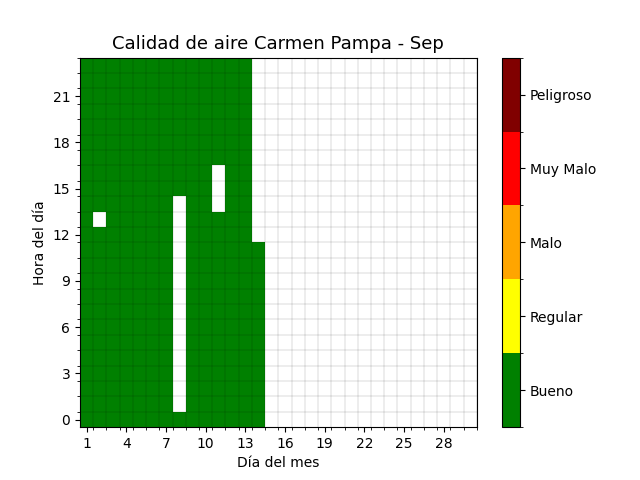 Calidad de aire Carmen Pampa - Sep
Hora del día
21
18
15
12
9
6
3
0
1 4 7 10 13 16 19 22 25 28
Día del mes
Peligroso
Muy Malo
Malo
Regular
Bueno